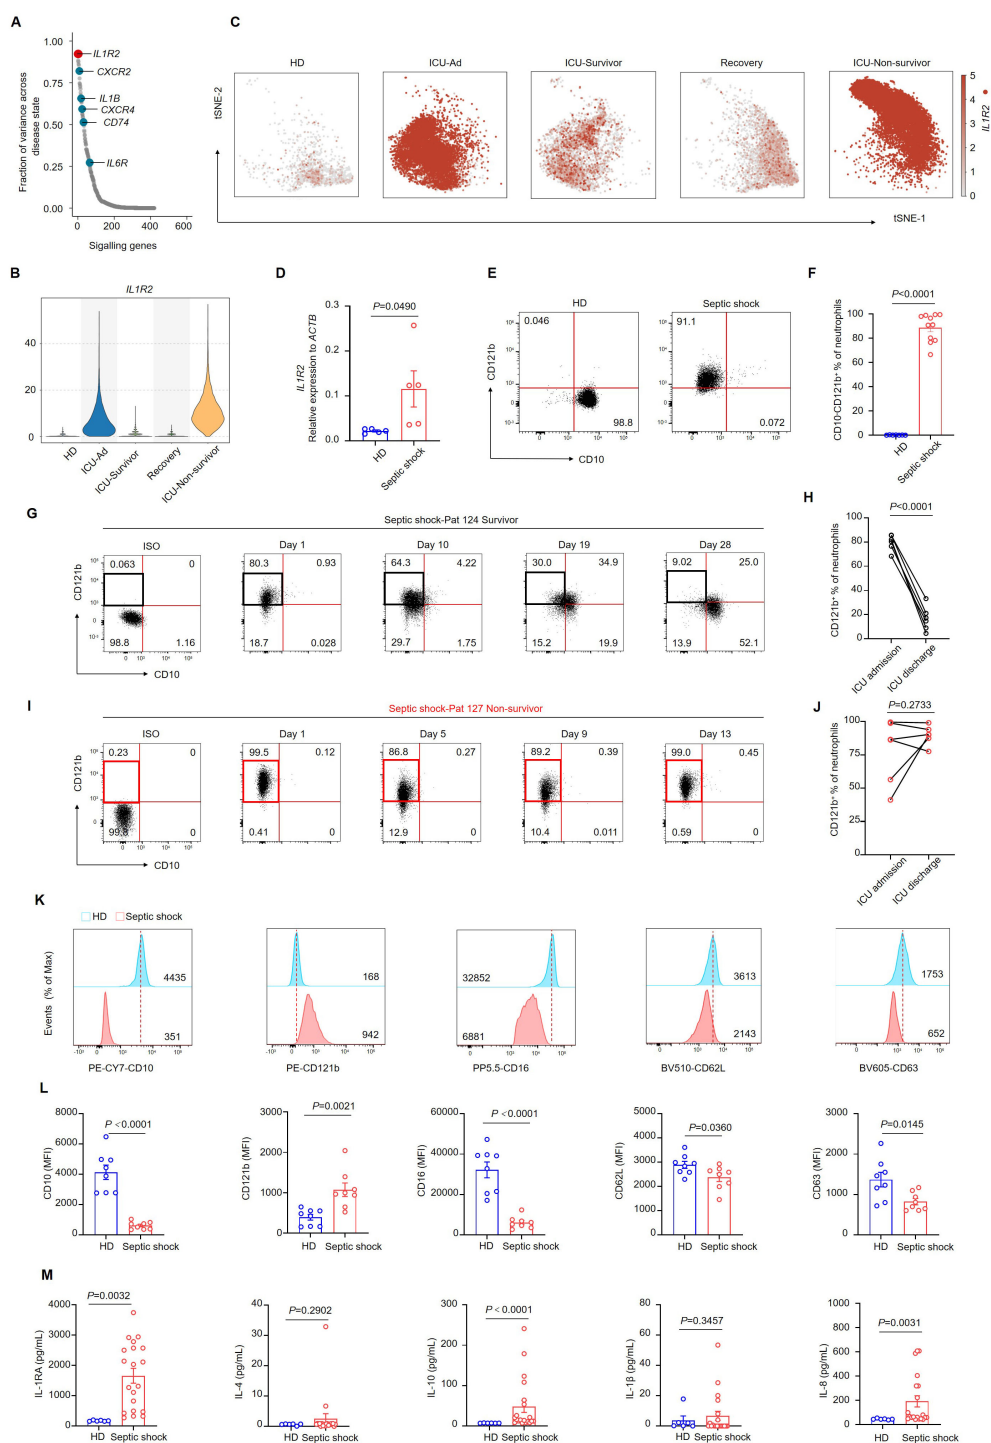 A
1.00
0.75
0.50
0.25
0.00
Fraction of variance across
disease state
IL1R2
CXCR2
IL1B
CXCR4
CD74
IL6R
0 200 400 600
Sigalling genes
C
HD
ICU-Ad
ICU-Survivor
Recovery
ICU-Non-survivor
tSNE-2
tSNE-1
5
4
3
2
1
0
IL1R2
B
IL1R2
40
20
0
HD
ICU-Ad
ICU-Survivor
Recovery
ICU-Non-survivor
D
P=0.0490
IL1R2
Relative expression to ACTB
0.3
0.2
0.1
0.0
HD
Septic shock
E
HD
Septic shock
0.046
98.8
91.1
0.072
CD121b
CD10
F
P<0.0001
CD10-CD121b+ % of neutrophils
100
80
60
40
20
0
HD
Septic shock
G
Septic shock-Pat 124 Survivor
ISO
Day 1
Day 10
Day 19
Day 28
0.063 0
98.8 1.16
80.3 0.93
18.7 0.028
64.3 4.22
29.7 1.75
30.0 34.9
15.2 19.9
9.02 25.0
13.9 52.1
CD121b
CD10
H
P<0.0001
CD121b+ % of neutrophils
100
80
60
40
20
0
ICU admission
ICU discharge
I
Septic shock-Pat 127 Non-survivor
ISO
Day 1
Day 5
Day 9
Day 13
0.23 0
99.8 0
99.5 0.12
0.41 0
86.8 0.27
12.9 0
89.2 0.39
10.4 0.011
99.0 0.45
0.59 0
CD121b
CD10
J
P=0.2733
CD121b+ % of neutrophils
100
75
50
25
0
ICU admission
ICU discharge
K
HD Septic shock
Events (% of Max)
4435
351
PE-CY7-CD10
168
942
PE-CD121b
32852
6881
PP5.5-CD16
3613
2143
BV510-CD62L
1753
652
BV605-CD63
L
P<0.0001
CD10 (MFI)
8000
6000
4000
2000
0
HD Septic shock
P=0.0021
CD121b (MFI)
3000
2000
1000
0
HD Septic shock
P<0.0001
CD16 (MFI)
60000
40000
20000
0
HD Septic shock
P=0.0360
CD62L (MFI)
5000
4000
3000
2000
1000
0
HD Septic shock
P=0.0145
CD63 (MFI)
3000
2000
1000
0
HD Septic shock
M
P=0.0032
IL-1RA (pg/mL)
4000
3000
2000
1000
0
HD Septic shock
P=0.2902
IL-4 (pg/mL)
40
30
20
10
0
HD Septic shock
P<0.0001
IL-10 (pg/mL)
300
200
100
0
HD Septic shock
P=0.3457
IL-1β (pg/mL)
80
60
40
20
0
HD Septic shock
P=0.0031
IL-8 (pg/mL)
1000
800
600
400
200
0
HD Septic shock